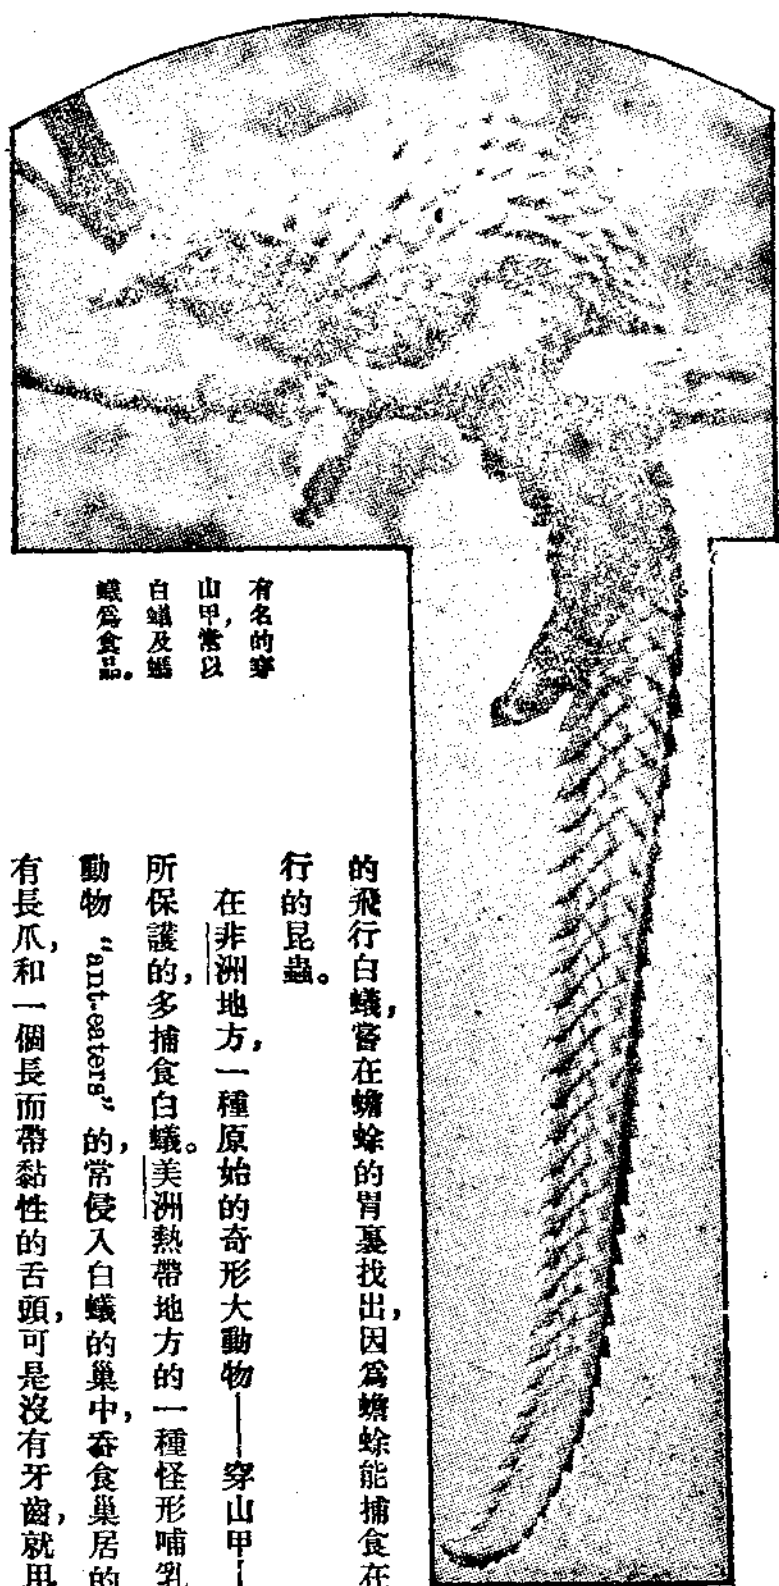 有名的穿
山甲，常以
白蟻及螞
蟻爲食品。
的飛行白蟻，嘗在蟾蜍的胃裏找出，因爲蟾蜍能捕食在
行的昆蟲。
在非洲地方，一種原始的奇形大動物——穿山甲—
所保護的，多捕食白蟻。美洲熱帶地方的一種怪形哺乳
動物“ant-eaters”的，常侵入白蟻的巢中，吞食巢居的
有長爪，和一個長而帶黏性的舌頭，可是沒有牙齒，就用